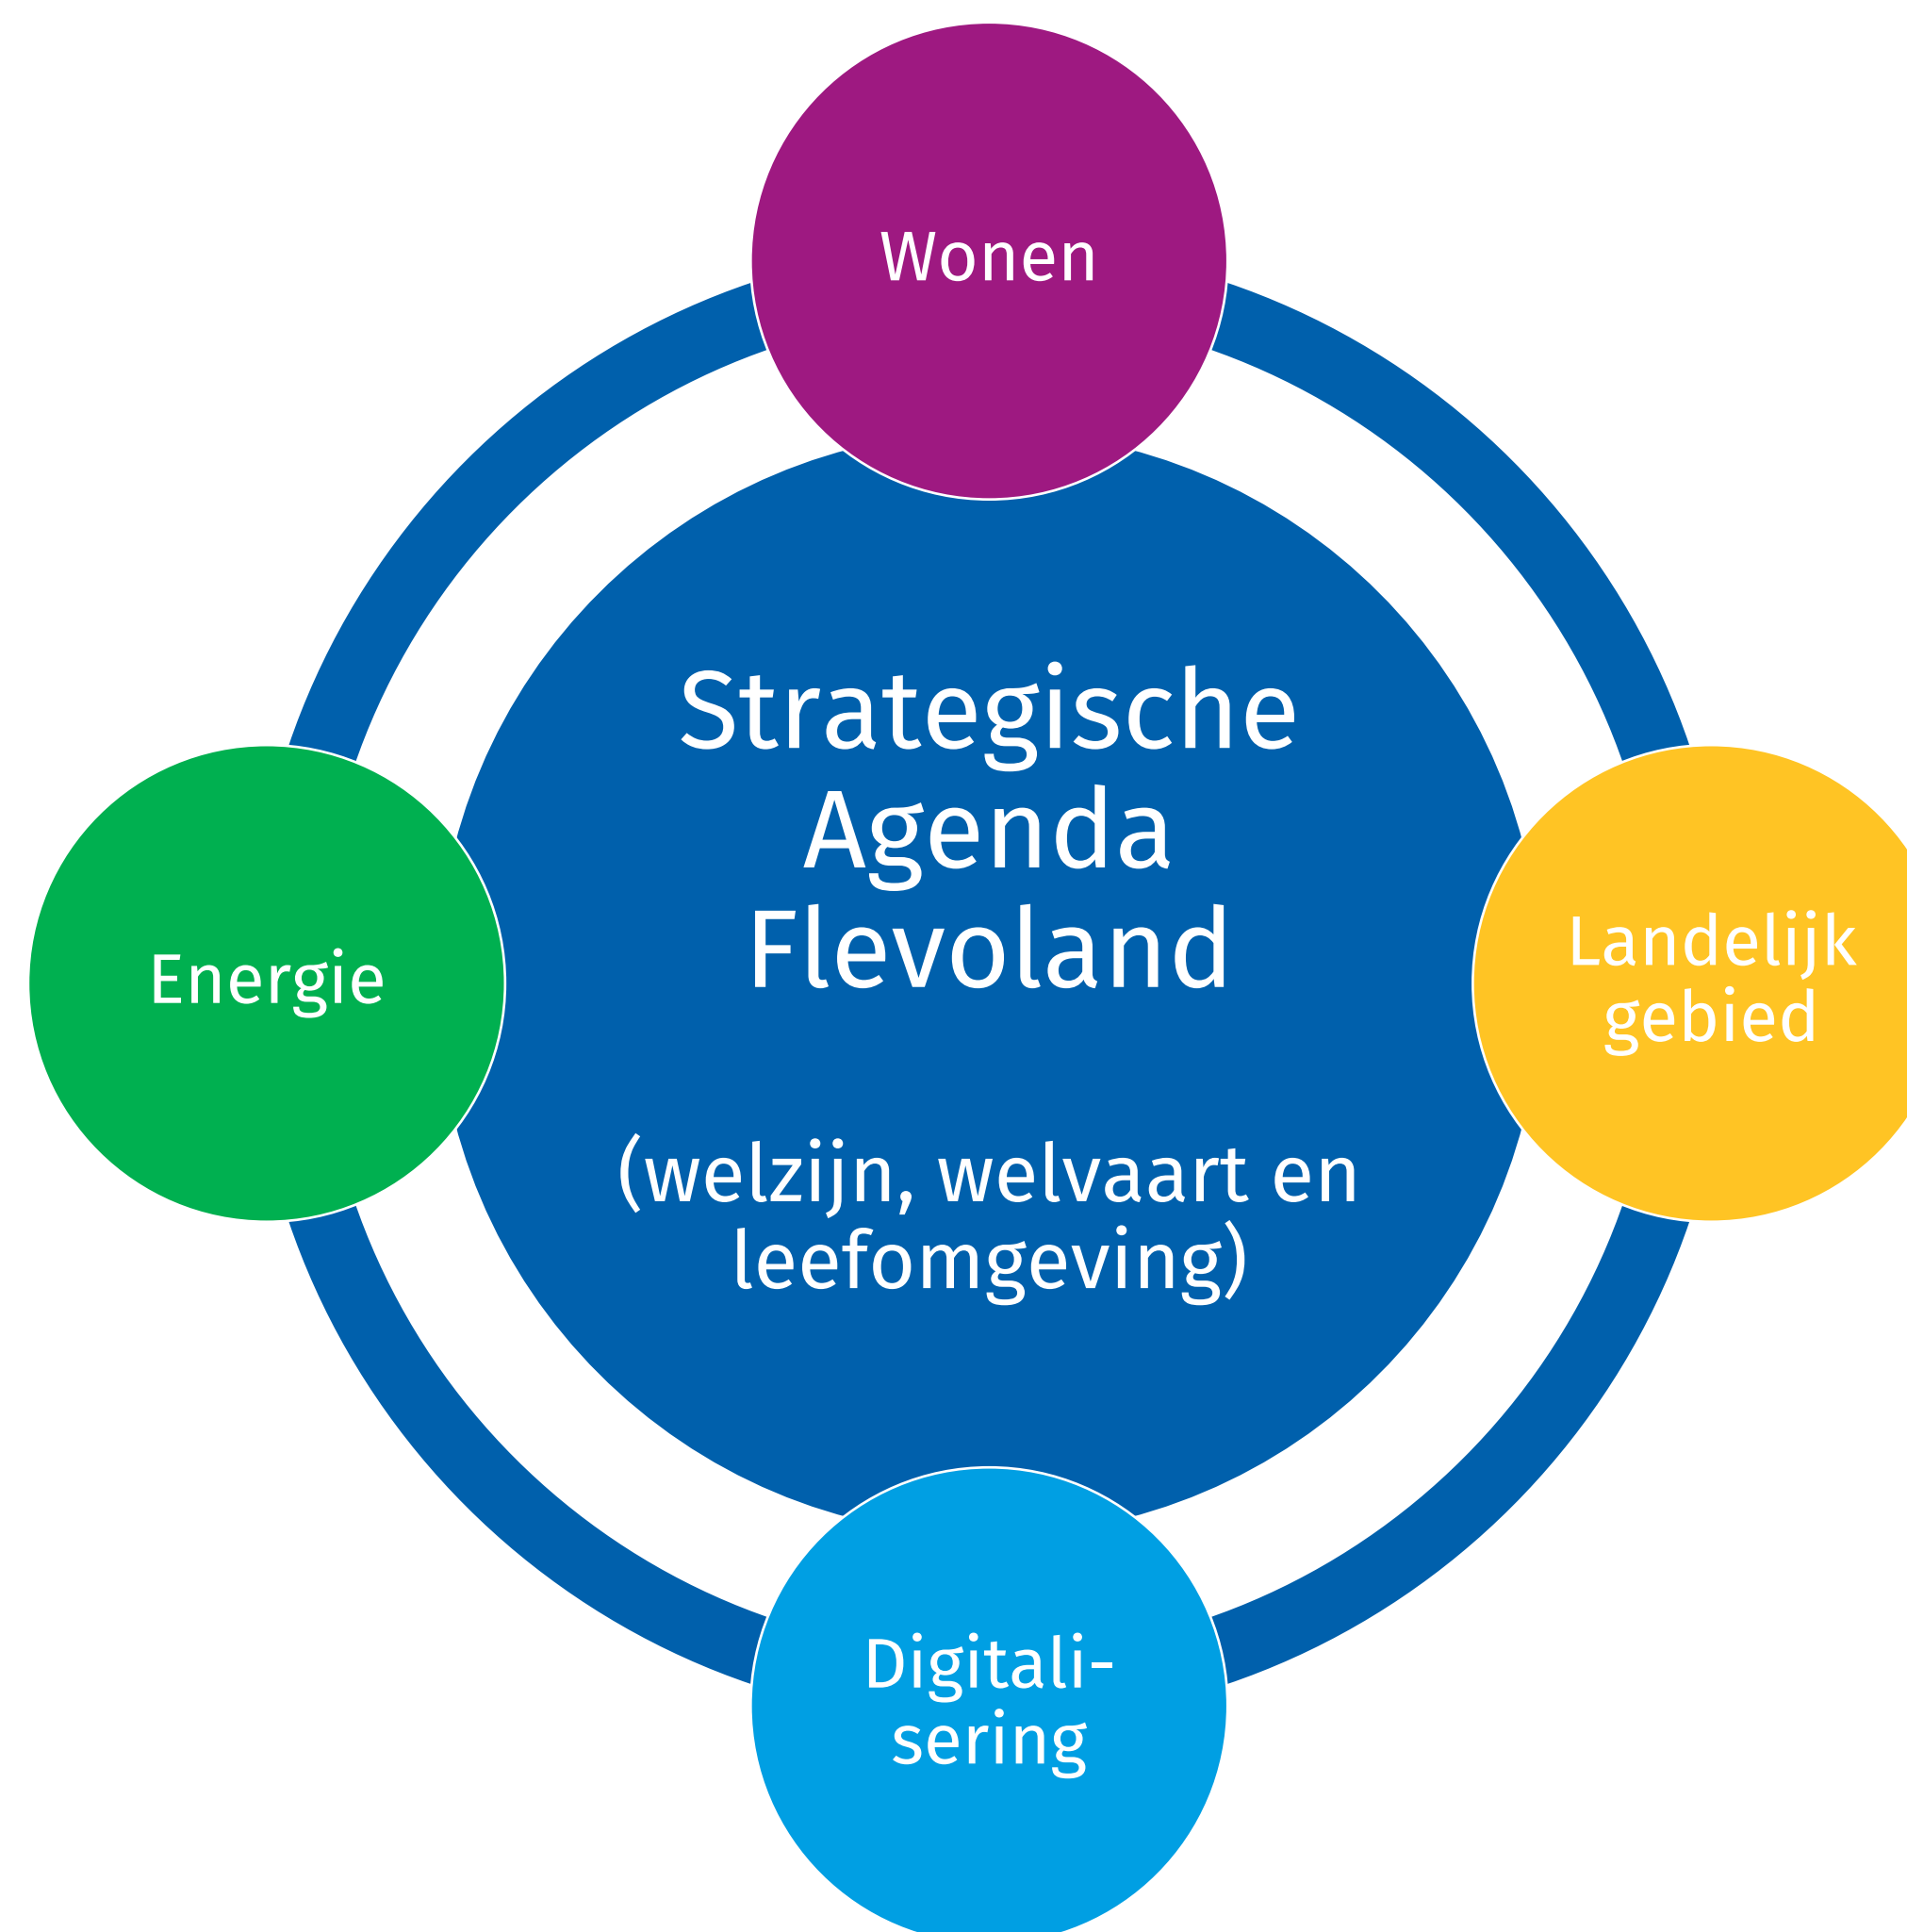 Wonen
Strategische
Agenda
Flevoland
(welzijn, welvaart en
leefomgeving)
Energie
Landelijk
gebied
Digitali-
sering